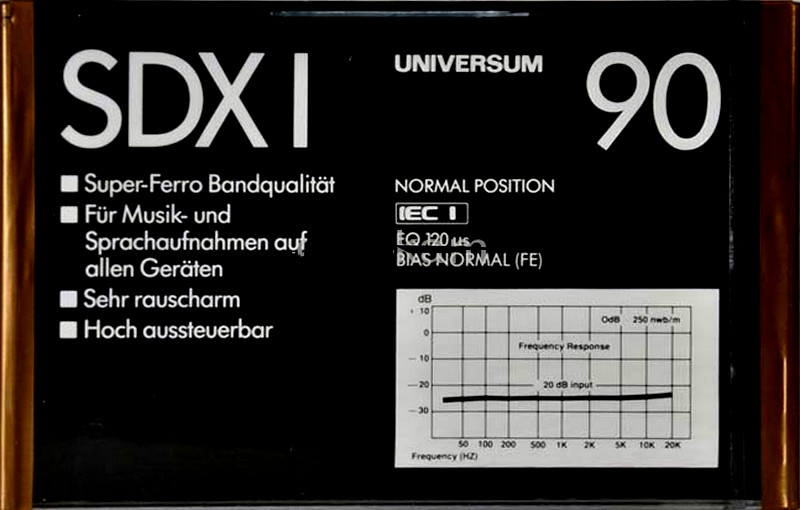 SDX I
UNIVERSUM
90
Super-Ferro Bandqualität
Für Musik- und
Sprachaufnahmen auf
allen Geräten
Sehr rauscharm
Hoch aussteuerbar
NORMAL POSITION
IEC I
EQ 120 µs
BIAS NORMAL (FE)
dB
+ 10
0
— 10
— 20
— 30
0dB 250 nwb/m
Frequency Response
20 dB input
50 100 200 500 1K 2K 5K 10K 20K
Frequency (HZ)